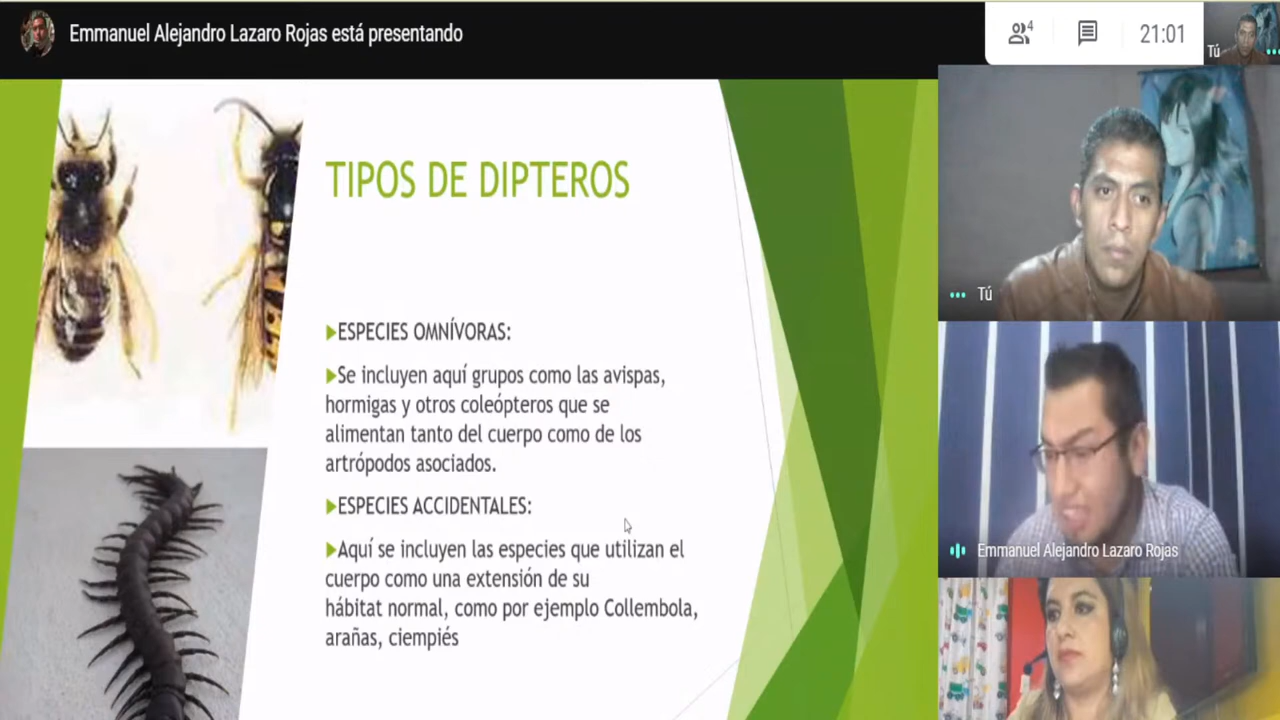 Emmanuel Alejandro Lazaro Rojas está presentando
4
21:01
Tú
TIPOS DE DIPTEROS
ESPECIES OMNÍVORAS:
Se incluyen aquí grupos como las avispas,
hormigas y otros coleópteros que se
alimentan tanto del cuerpo como de los
artrópodos asociados.
ESPECIES ACCIDENTALES:
Aquí se incluyen las especies que utilizan el
cuerpo como una extensión de su
hábitat normal, como por ejemplo Collembola,
arañas, ciempiés
Tú
Emmanuel Alejandro Lazaro Rojas